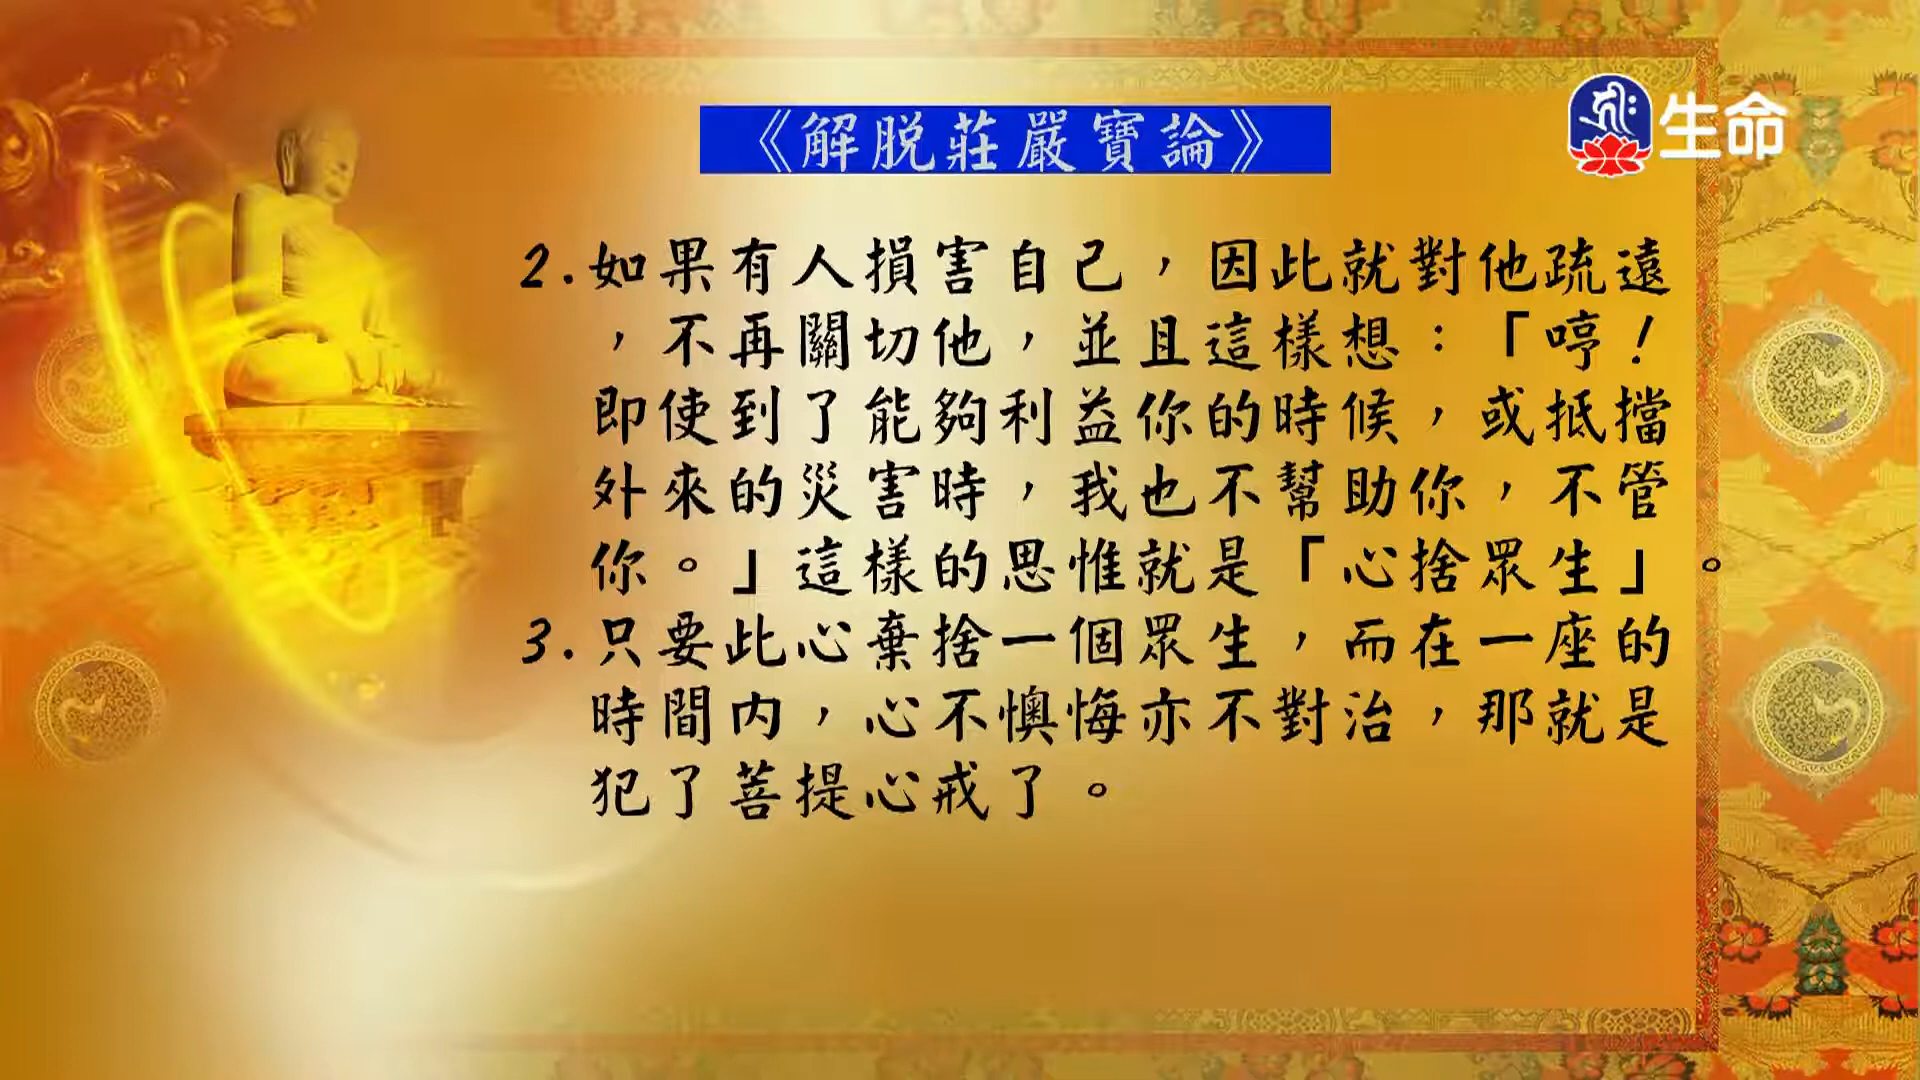 《解脱莊嚴寶論》
生命
2.如果有人損害自己，因此就對他疏遠
，不再關切他，並且這樣想：「哼！
即使到了能夠利益你的時候，或抵擋
外來的災害時，我也不幫助你，不管
你。」這樣的思惟就是「心捨眾生」。
3.只要此心棄捨一個眾生，而在一座的
時間内，心不懊悔亦不對治，那就是
犯了菩提心戒了。